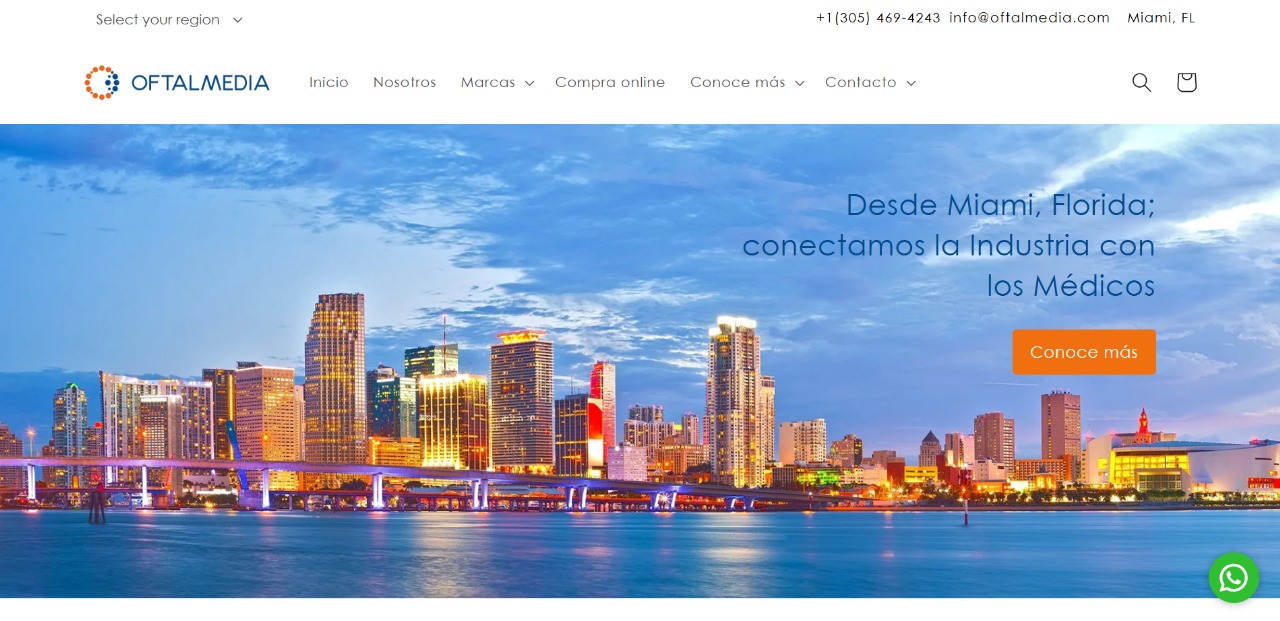 Select your region
+1(305) 469-4243 info@oftalmedia.com Miami, FL
OFTALMEDIA
Inicio Nosotros Marcas Compra online Conoce más Contacto
Desde Miami, Florida;
conectamos la Industria con
los Médicos
Conoce más